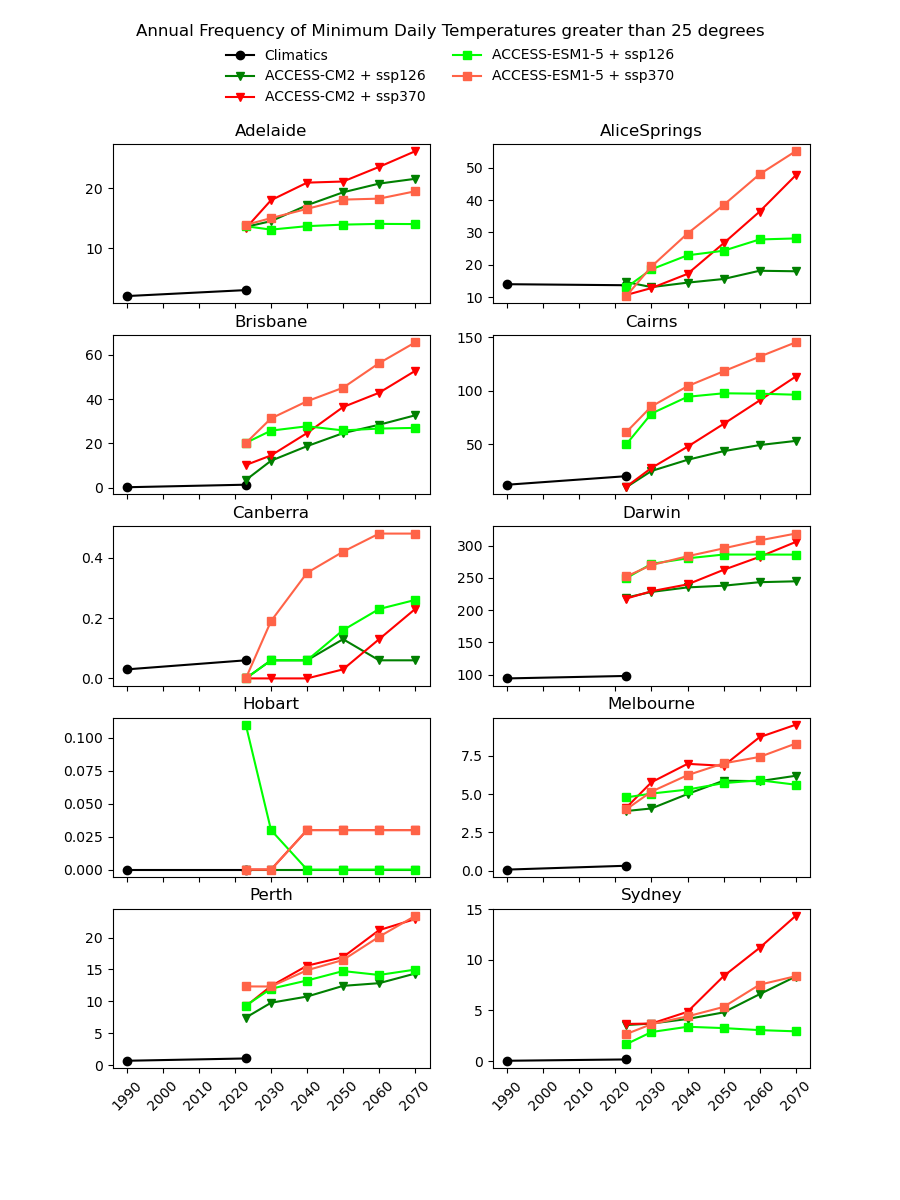 Annual Frequency of Minimum Daily Temperatures greater than 25 degrees
Climatics
ACCESS-CM2 + ssp126
ACCESS-CM2 + ssp370
ACCESS-ESM1-5 + ssp126
ACCESS-ESM1-5 + ssp370
Adelaide
20
10
AliceSprings
50
40
30
20
10
Brisbane
60
40
20
0
Cairns
150
100
50
Canberra
0.4
0.2
0.0
Darwin
300
250
200
150
100
Hobart
0.100
0.075
0.050
0.025
0.000
Melbourne
7.5
5.0
2.5
0.0
Perth
20
15
10
5
0
1990 2000 2010 2020 2030 2040 2050 2060 2070
Sydney
15
10
5
0
1990 2000 2010 2020 2030 2040 2050 2060 2070